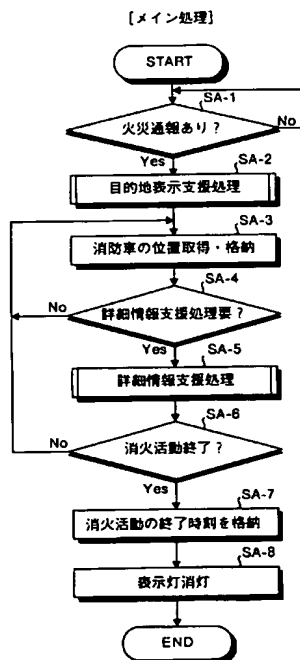 [メイン処理]
START
SA-1
火災通報あり?
No
Yes
SA-2
目的地表示支援処理
SA-3
消防車の位置取得・格納
SA-4
詳細情報支援処理要?
No
Yes
SA-5
詳細情報支援処理
SA-6
消火活動終了?
No
Yes
SA-7
消火活動の終了時刻を格納
SA-8
表示灯消灯
END